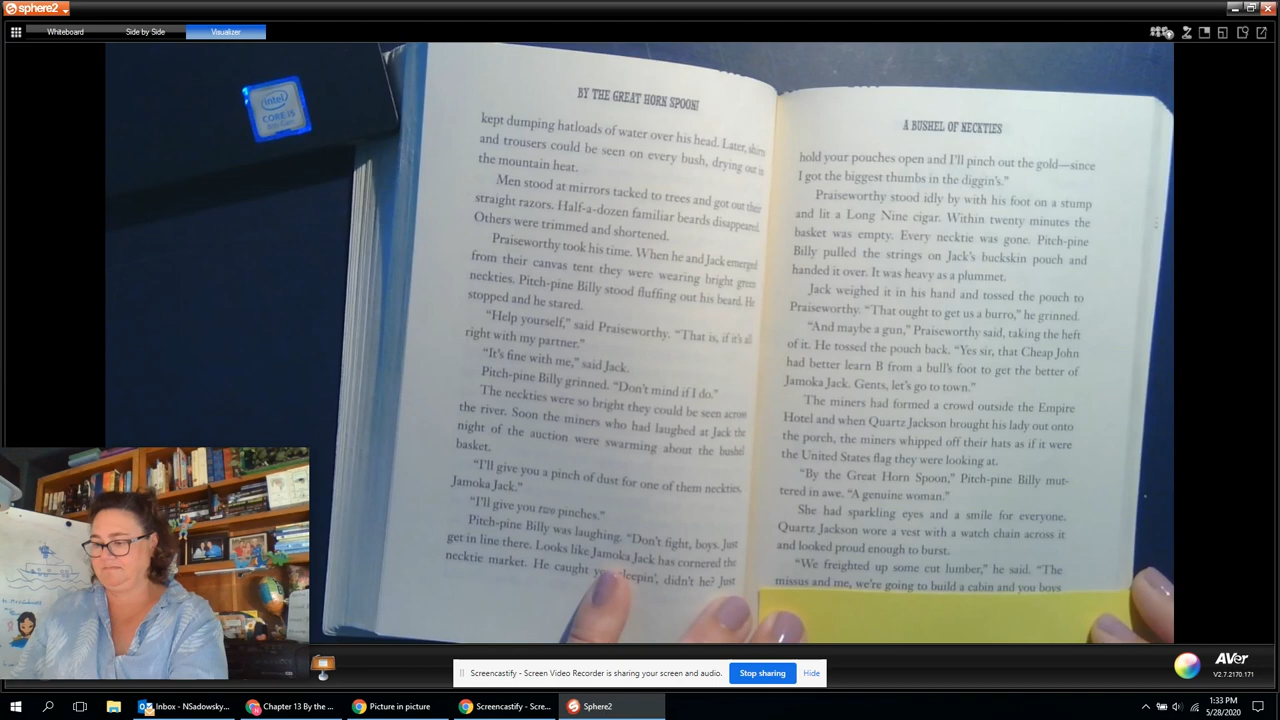 sphere2
Whiteboard
Side by Side
Visualizer
intel
CORE i5
8th Gen
BY THE GREAT HORN SPOON!
kept dumping hatloads of water over his head. Later, shirts
and trousers could be seen on every bush, drying out in
the mountain heat.
Men stood at mirrors tacked to trees and got out their
straight razors. Half-a-dozen familiar beards disappeared.
Others were trimmed and shortened.
Praiseworthy took his time. When he and Jack emerged
from their canvas tent they were wearing bright green
neckties. Pitch-pine Billy stood fluffing out his beard. He
stopped and he stared.
"Help yourself," said Praiseworthy. "That is, if it's all
right with my partner."
"It's fine with me," said Jack.
Pitch-pine Billy grinned. "Don't mind if I do."
The neckties were so bright they could be seen across
the river. Soon the miners who had laughed at Jack the
night of the auction were swarming about the bushel
basket.
"I'll give you a pinch of dust for one of them neckties,
Jamoka Jack."
"I'll give you two pinches."
Pitch-pine Billy was laughing. "Don't fight, boys. Just
get in line there. Looks like Jamoka Jack has cornered the
necktie market. He caught sleepin', didn't he? Just
A BUSHEL OF NECKTIES
hold your pouches open and I'll pinch out the gold—since
I got the biggest thumbs in the diggin's."
Praiseworthy stood idly by with his foot on a stump
and lit a Long Nine cigar. Within twenty minutes the
basket was empty. Every necktie was gone. Pitch-pine
Billy pulled the strings on Jack's buckskin pouch and
handed it over. It was heavy as a plummet.
Jack weighed it in his hand and tossed the pouch to
Praiseworthy. "That ought to get us a burro," he grinned.
"And maybe a gun," Praiseworthy said, taking the heft
of it. He tossed the pouch back. "Yes sir, that Cheap John
had better learn B from a bull's foot to get the better of
Jamoka Jack. Gents, let's go to town."
The miners had formed a crowd outside the Empire
Hotel and when Quartz Jackson brought his lady out onto
the porch, the miners whipped off their hats as if it were
the United States flag they were looking at.
"By the Great Horn Spoon," Pitch-pine Billy mut-
tered in awe. "A genuine woman."
She had sparkling eyes and a smile for everyone.
Quartz Jackson wore a vest with a watch chain across it
and looked proud enough to burst.
"We freighted up some cut lumber," he said. "The
missus and me, we're going to build a cabin and you boys
Screencastify - Screen Video Recorder is sharing your screen and audio.
Stop sharing
Hide
AVer
V2.7.2170.171
Inbox - NSadowsky...
Chapter 13 By the ...
Picture in picture
Screencastify - Scre...
Sphere2
1:33 PM
5/28/2020